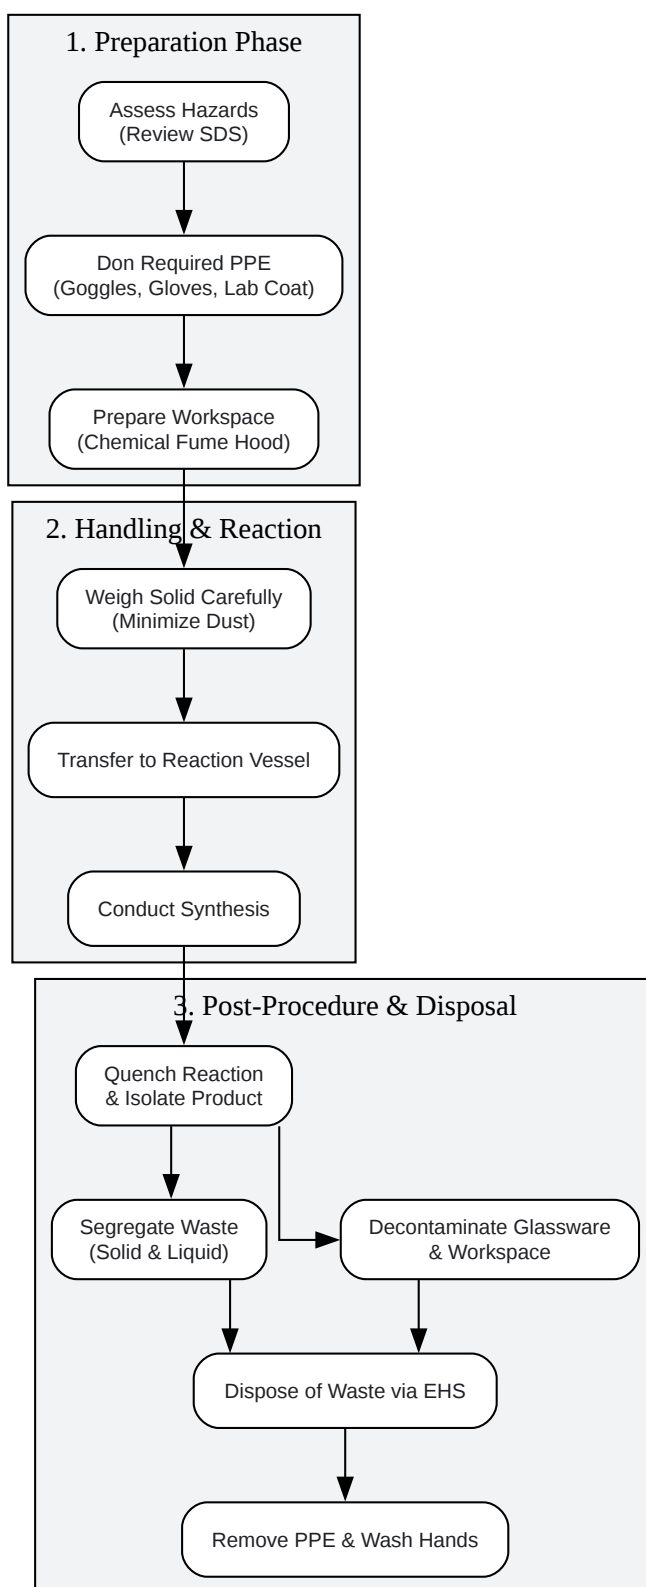 1. Preparation Phase
Assess Hazards
(Review SDS)
Don Required PPE
(Goggles, Gloves, Lab Coat)
Prepare Workspace
(Chemical Fume Hood)
2. Handling & Reaction
Weigh Solid Carefully
(Minimize Dust)
Transfer to Reaction Vessel
Conduct Synthesis
3. Post-Procedure & Disposal
Quench Reaction
& Isolate Product
Segregate Waste
(Solid & Liquid)
Decontaminate Glassware
& Workspace
Dispose of Waste via EHS
Remove PPE & Wash Hands